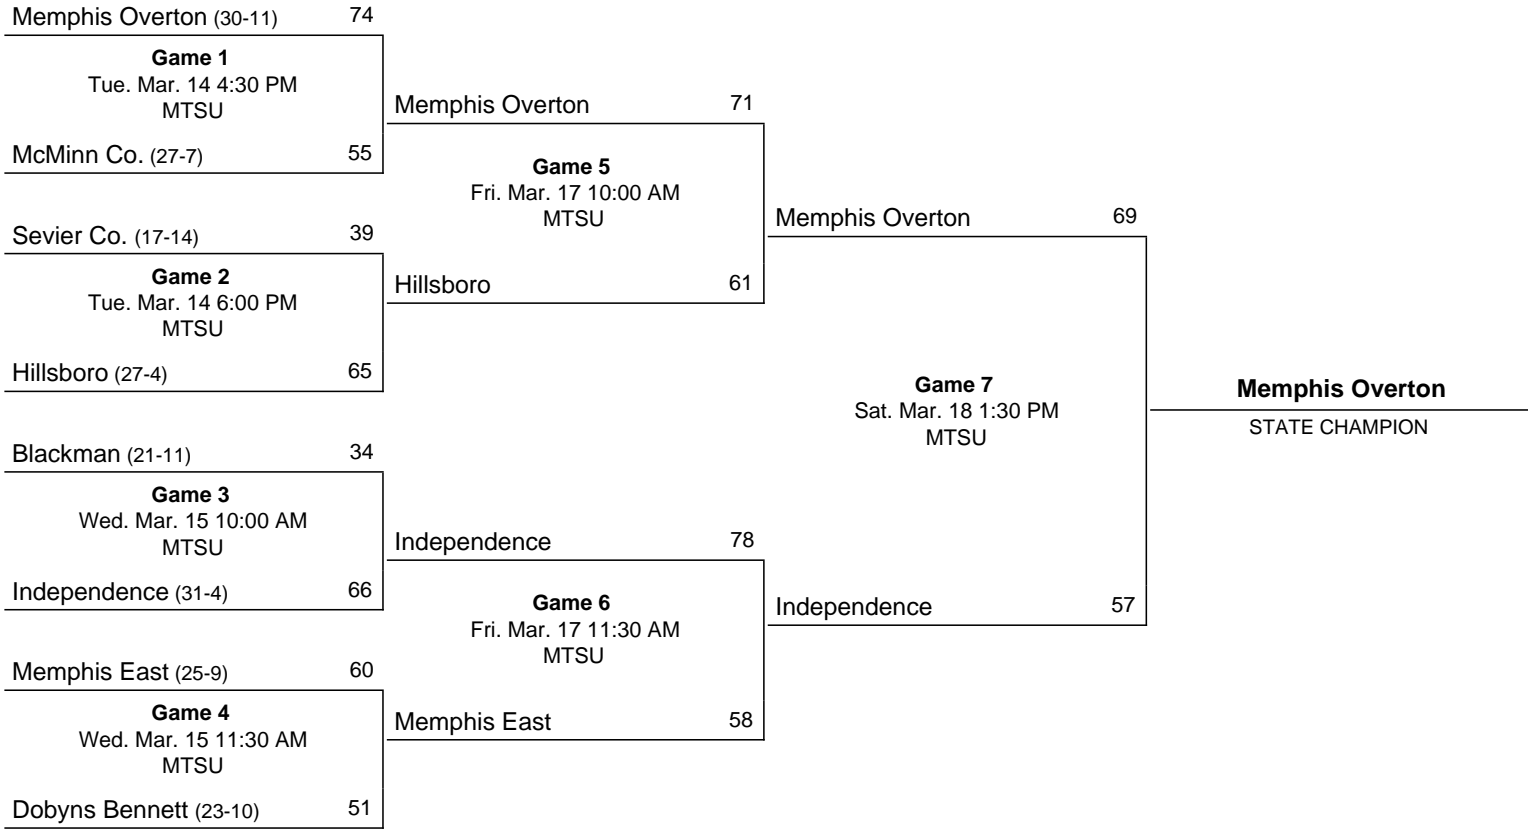 Memphis Overton (30-11) 74
Game 1
Tue. Mar. 14 4:30 PM
MTSU
McMinn Co. (27-7) 55
Sevier Co. (17-14) 39
Game 2
Tue. Mar. 14 6:00 PM
MTSU
Hillsboro (27-4) 65
Blackman (21-11) 34
Game 3
Wed. Mar. 15 10:00 AM
MTSU
Independence (31-4) 66
Memphis East (25-9) 60
Game 4
Wed. Mar. 15 11:30 AM
MTSU
Dobyns Bennett (23-10) 51
Memphis Overton 71
Game 5
Fri. Mar. 17 10:00 AM
MTSU
Hillsboro 61
Independence 78
Game 6
Fri. Mar. 17 11:30 AM
MTSU
Memphis East 58
Memphis Overton 69
Game 7
Sat. Mar. 18 1:30 PM
MTSU
Independence 57
Memphis Overton
STATE CHAMPION